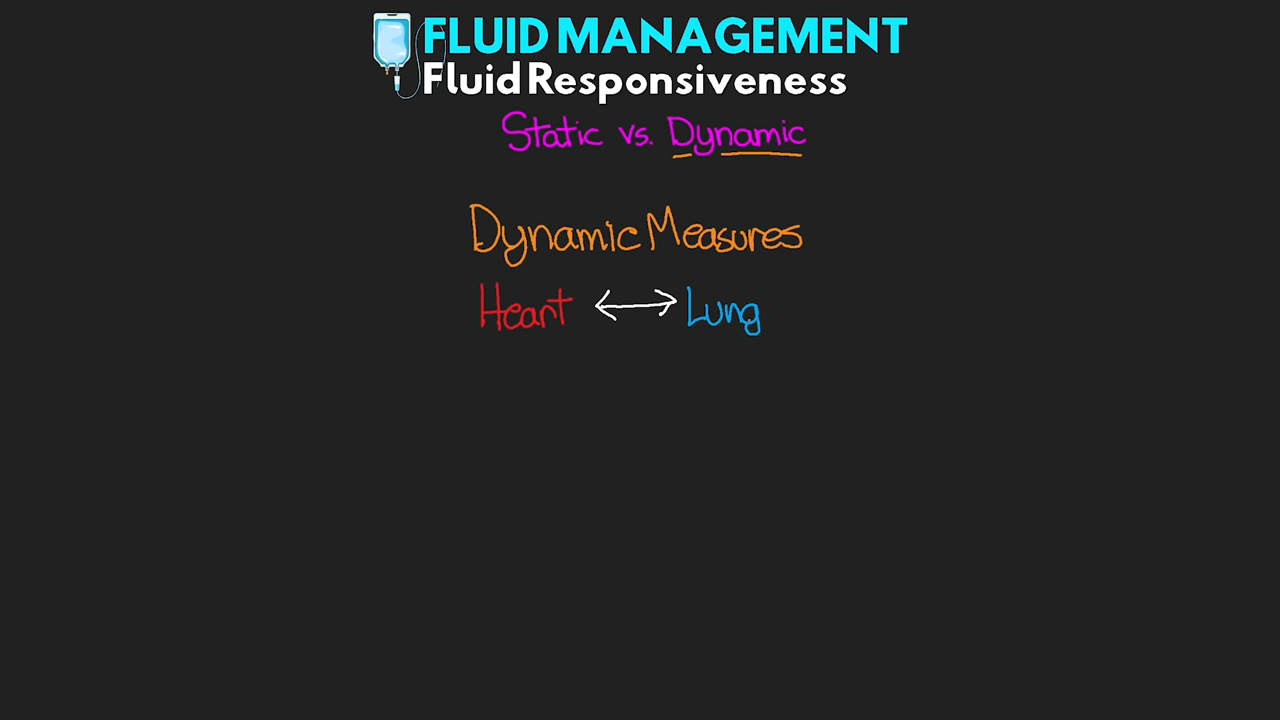 FLUID MANAGEMENT
Fluid Responsiveness
Static vs. Dynamic
Dynamic Measures
Heart ↔ Lung